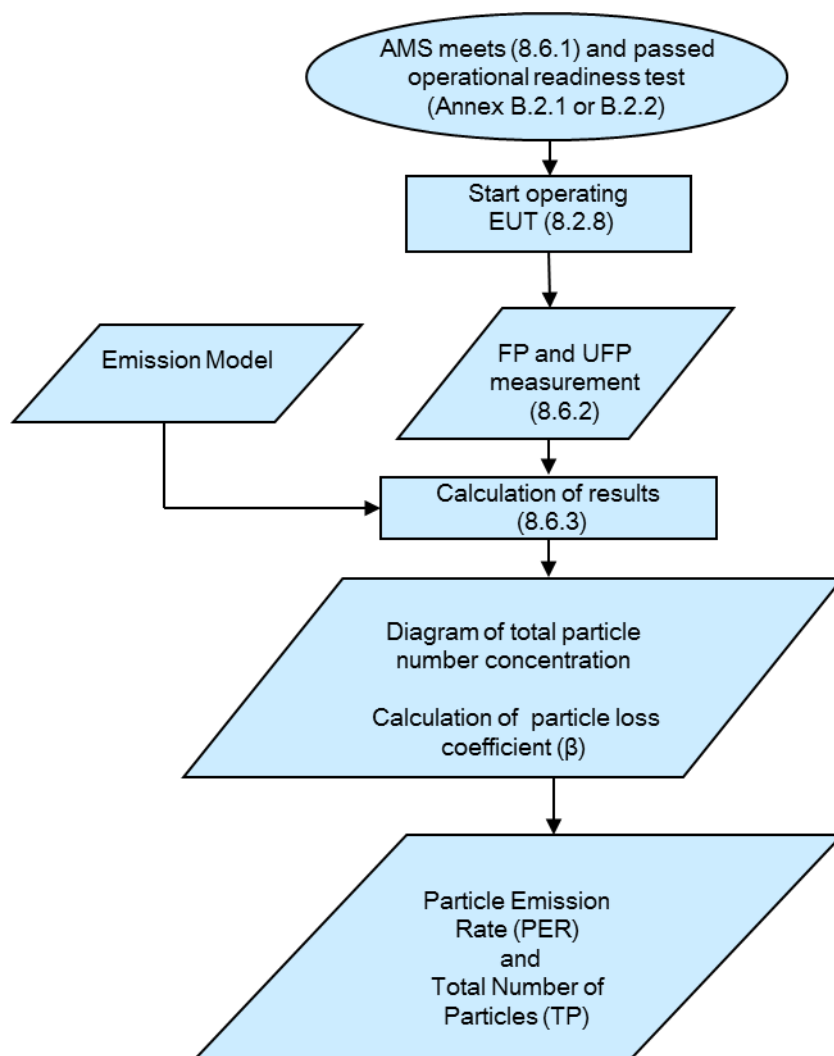 AMS meets (8.6.1) and passed
operational readiness test
(Annex B.2.1 or B.2.2)
Start operating
EUT (8.2.8)
Emission Model
FP and UFP
measurement
(8.6.2)
Calculation of results
(8.6.3)
Diagram of total particle
number concentration
Calculation of particle loss
coefficient (β)
Particle Emission
Rate (PER)
and
Total Number of
Particles (TP)